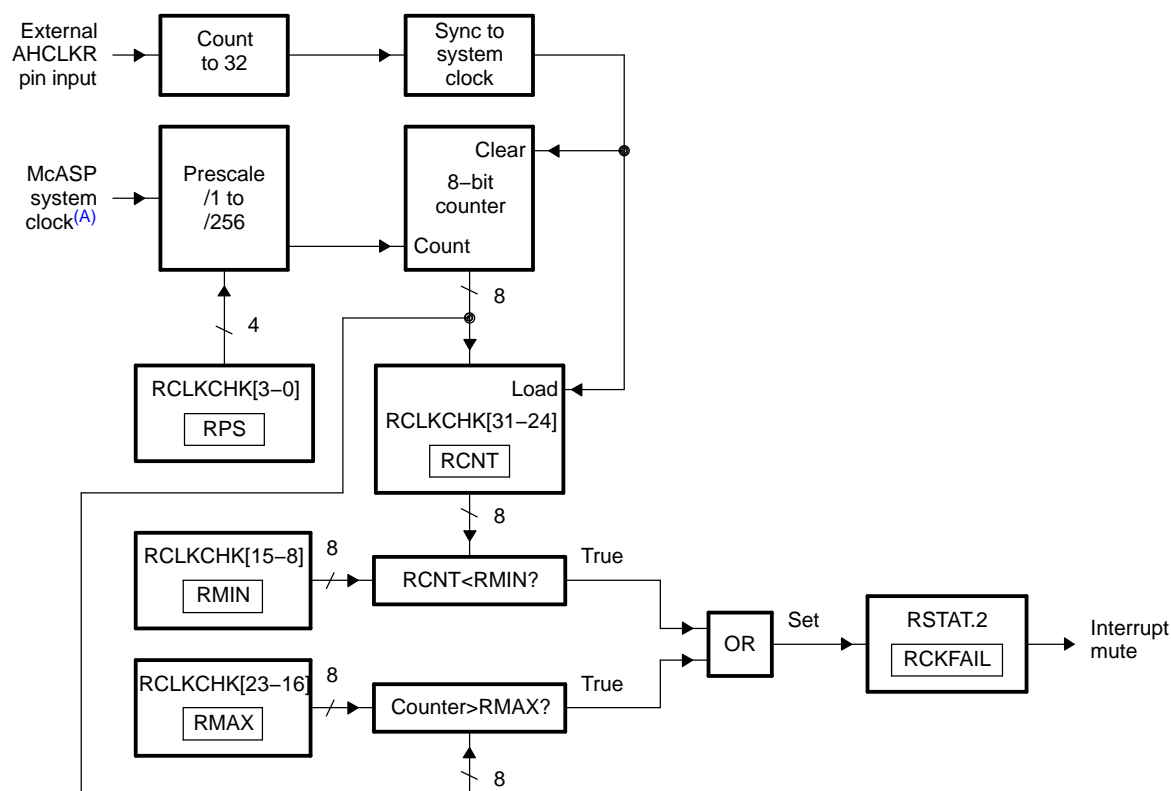 External
AHCLKR
pin input
Count
to 32
Sync to
system
clock
McASP
system
clock(A)
Prescale
/1 to
/256
Clear
8−bit
counter
Count
8
4
RCLKCHK[3−0]
RPS
Load
RCLKCHK[31−24]
RCNT
8
RCLKCHK[15−8]
RMIN
8
RCNT<RMIN?
True
OR
Set
RSTAT.2
RCKFAIL
Interrupt
mute
RCLKCHK[23−16]
RMAX
8
Counter>RMAX?
True
8